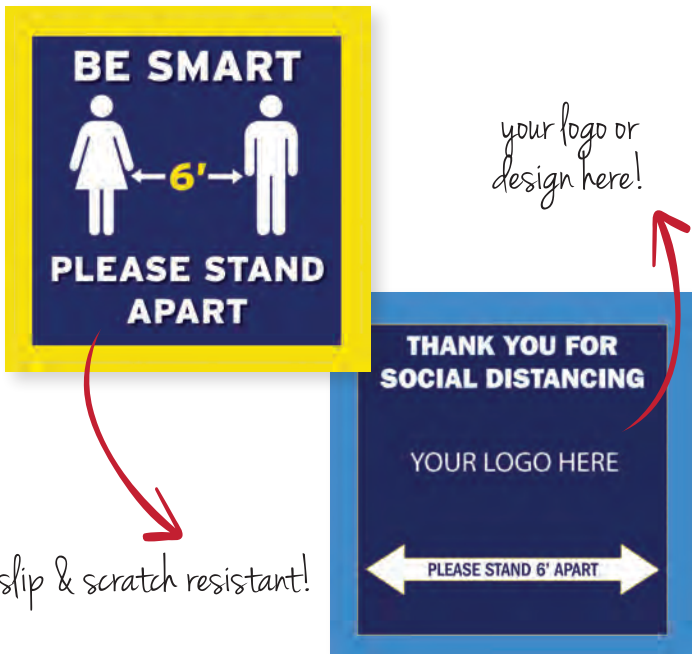 BE SMART
6'
PLEASE STAND
APART
your logo or
design here!
THANK YOU FOR
SOCIAL DISTANCING
YOUR LOGO HERE
PLEASE STAND 6' APART
slip & scratch resistant!